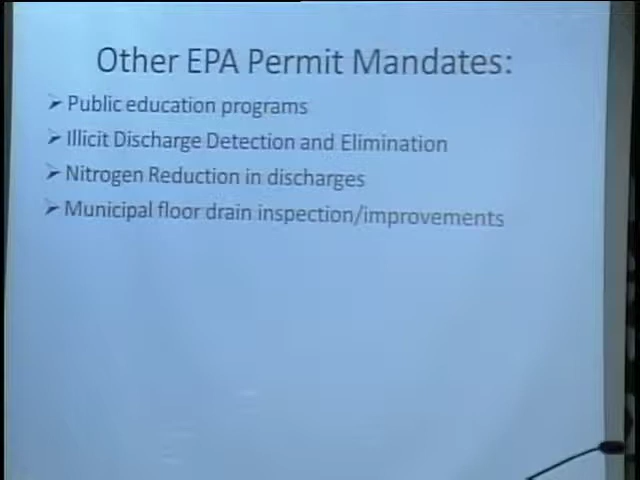 Other EPA Permit Mandates:
➢ Public education programs
➢ Illicit Discharge Detection and Elimination
➢ Nitrogen Reduction in discharges
➢ Municipal floor drain inspection/improvements